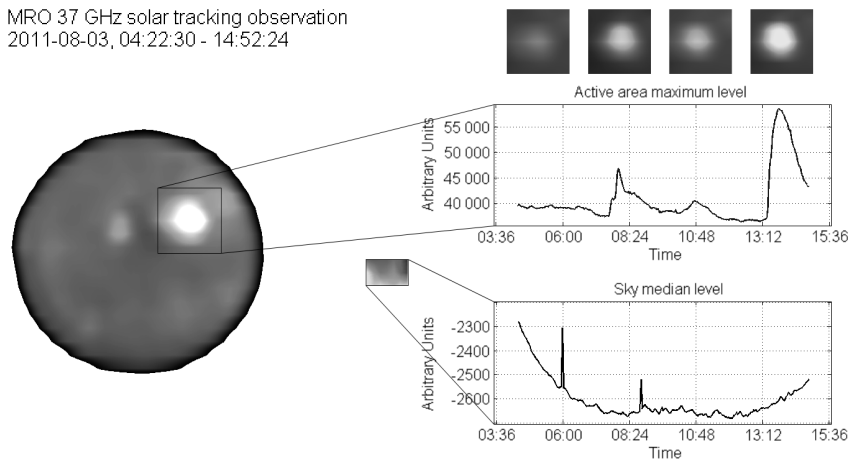 MRO 37 GHz solar tracking observation
2011-08-03, 04:22:30 - 14:52:24
Active area maximum level
Arbitrary Units
55 000
50 000
45 000
40 000
03:36 06:00 08:24 10:48 13:12 15:36
Time
Sky median level
Arbitrary Units
-2300
-2400
-2500
-2600
03:36 06:00 08:24 10:48 13:12 15:36
Time